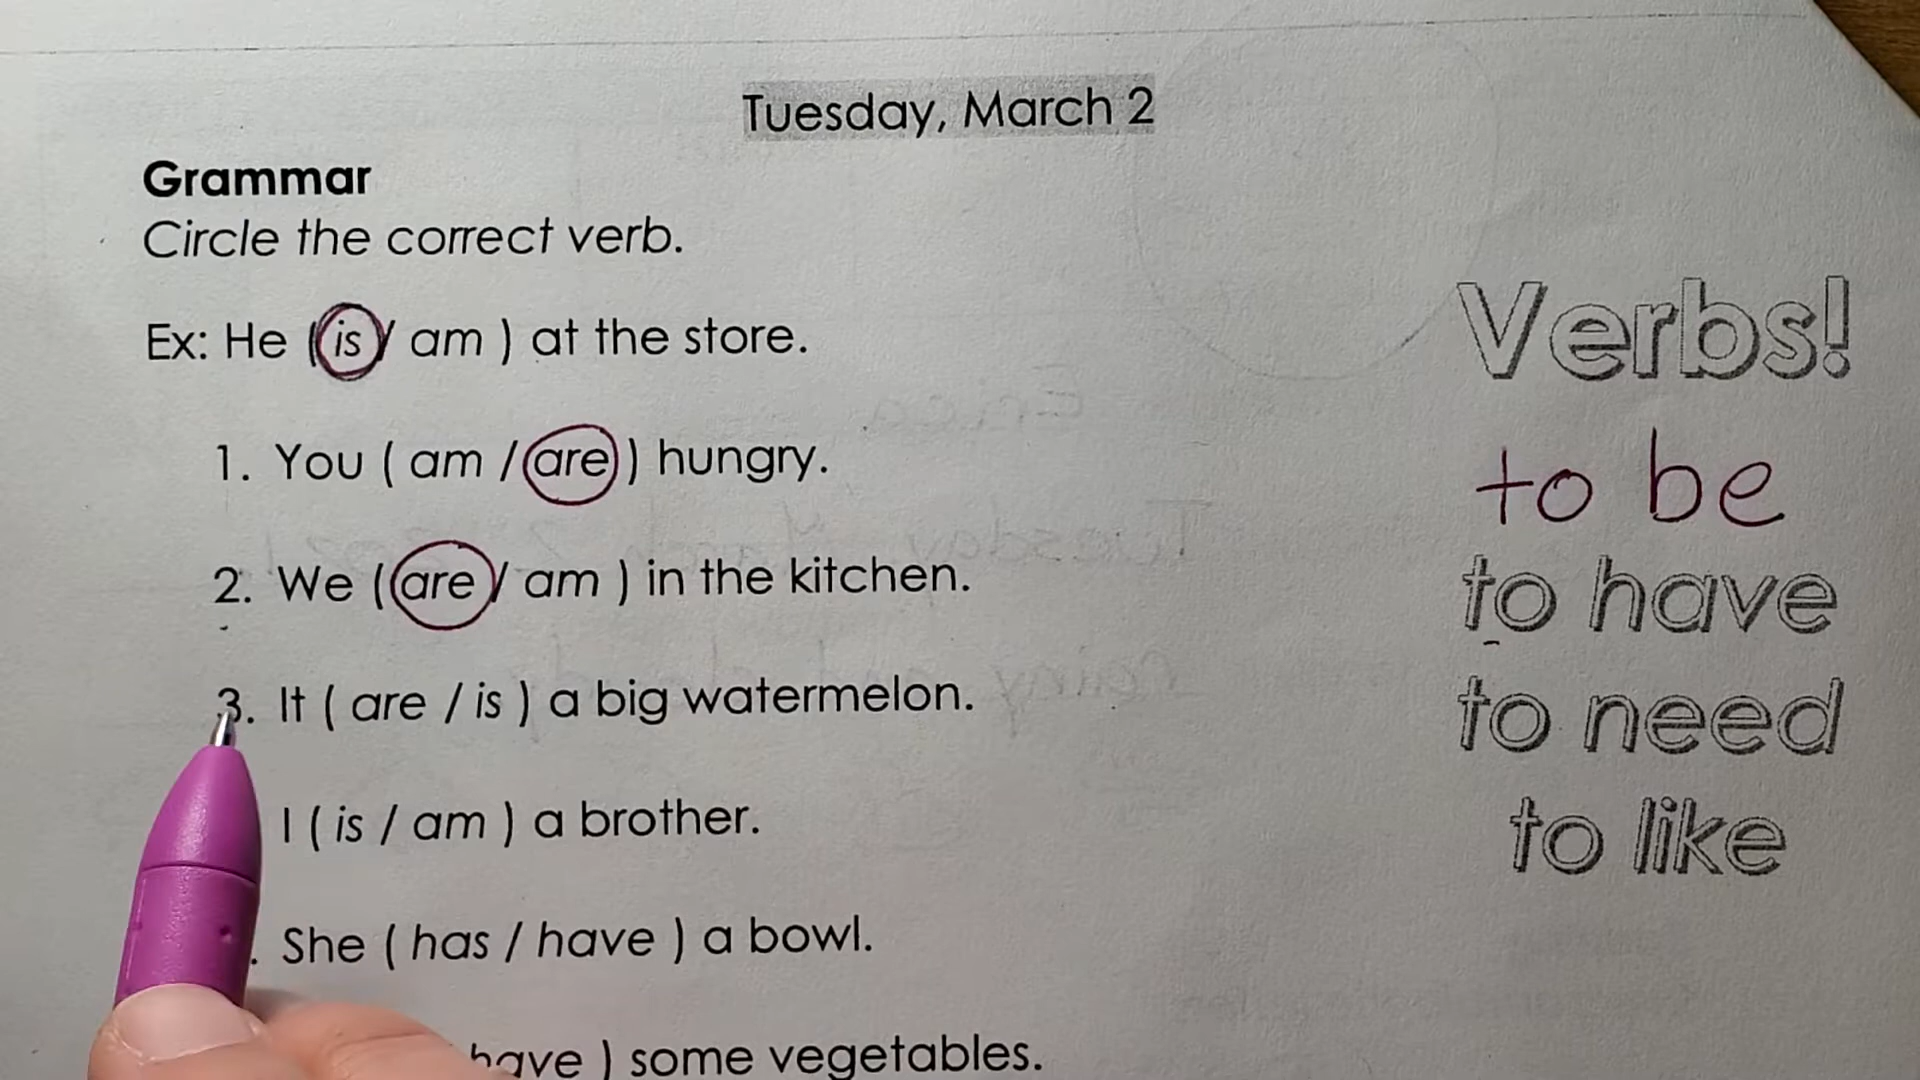 Tuesday, March 2
Grammar
Circle the correct verb.
Ex: He ( is / am ) at the store.
1. You ( am / are ) hungry.
2. We ( are / am ) in the kitchen.
3. It ( are / is ) a big watermelon.
I ( is / am ) a brother.
. She ( has / have ) a bowl.
have ) some vegetables.
Verbs!
to be
to have
to need
to like